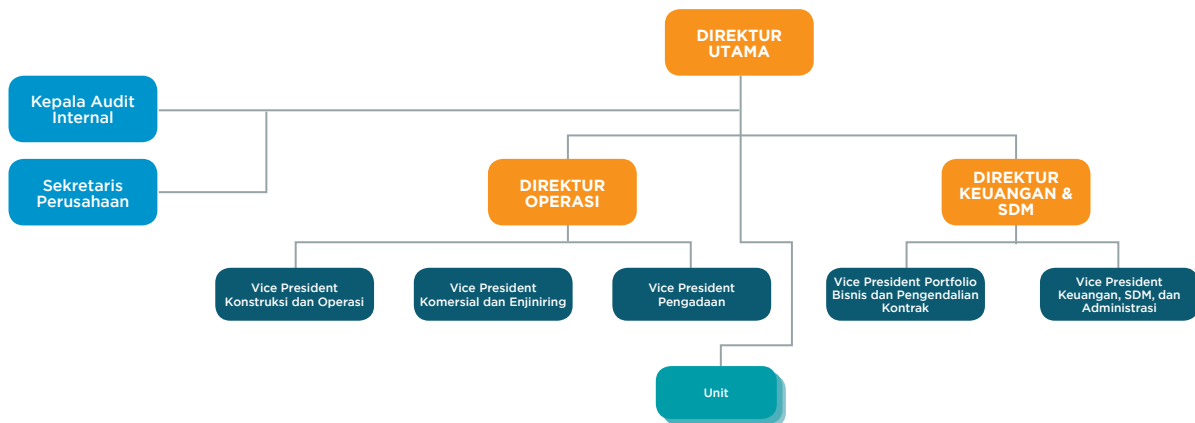 DIREKTUR
UTAMA
Kepala Audit
Internal
Sekretaris
Perusahaan
DIREKTUR
OPERASI
DIREKTUR
KEUANGAN &
SDM
Vice President
Konstruksi dan Operasi
Vice President
Komersial dan Enjiniring
Vice President
Pengadaan
Vice President Portfolio
Bisnis dan Pengendalian
Kontrak
Vice President
Keuangan, SDM, dan
Administrasi
Unit